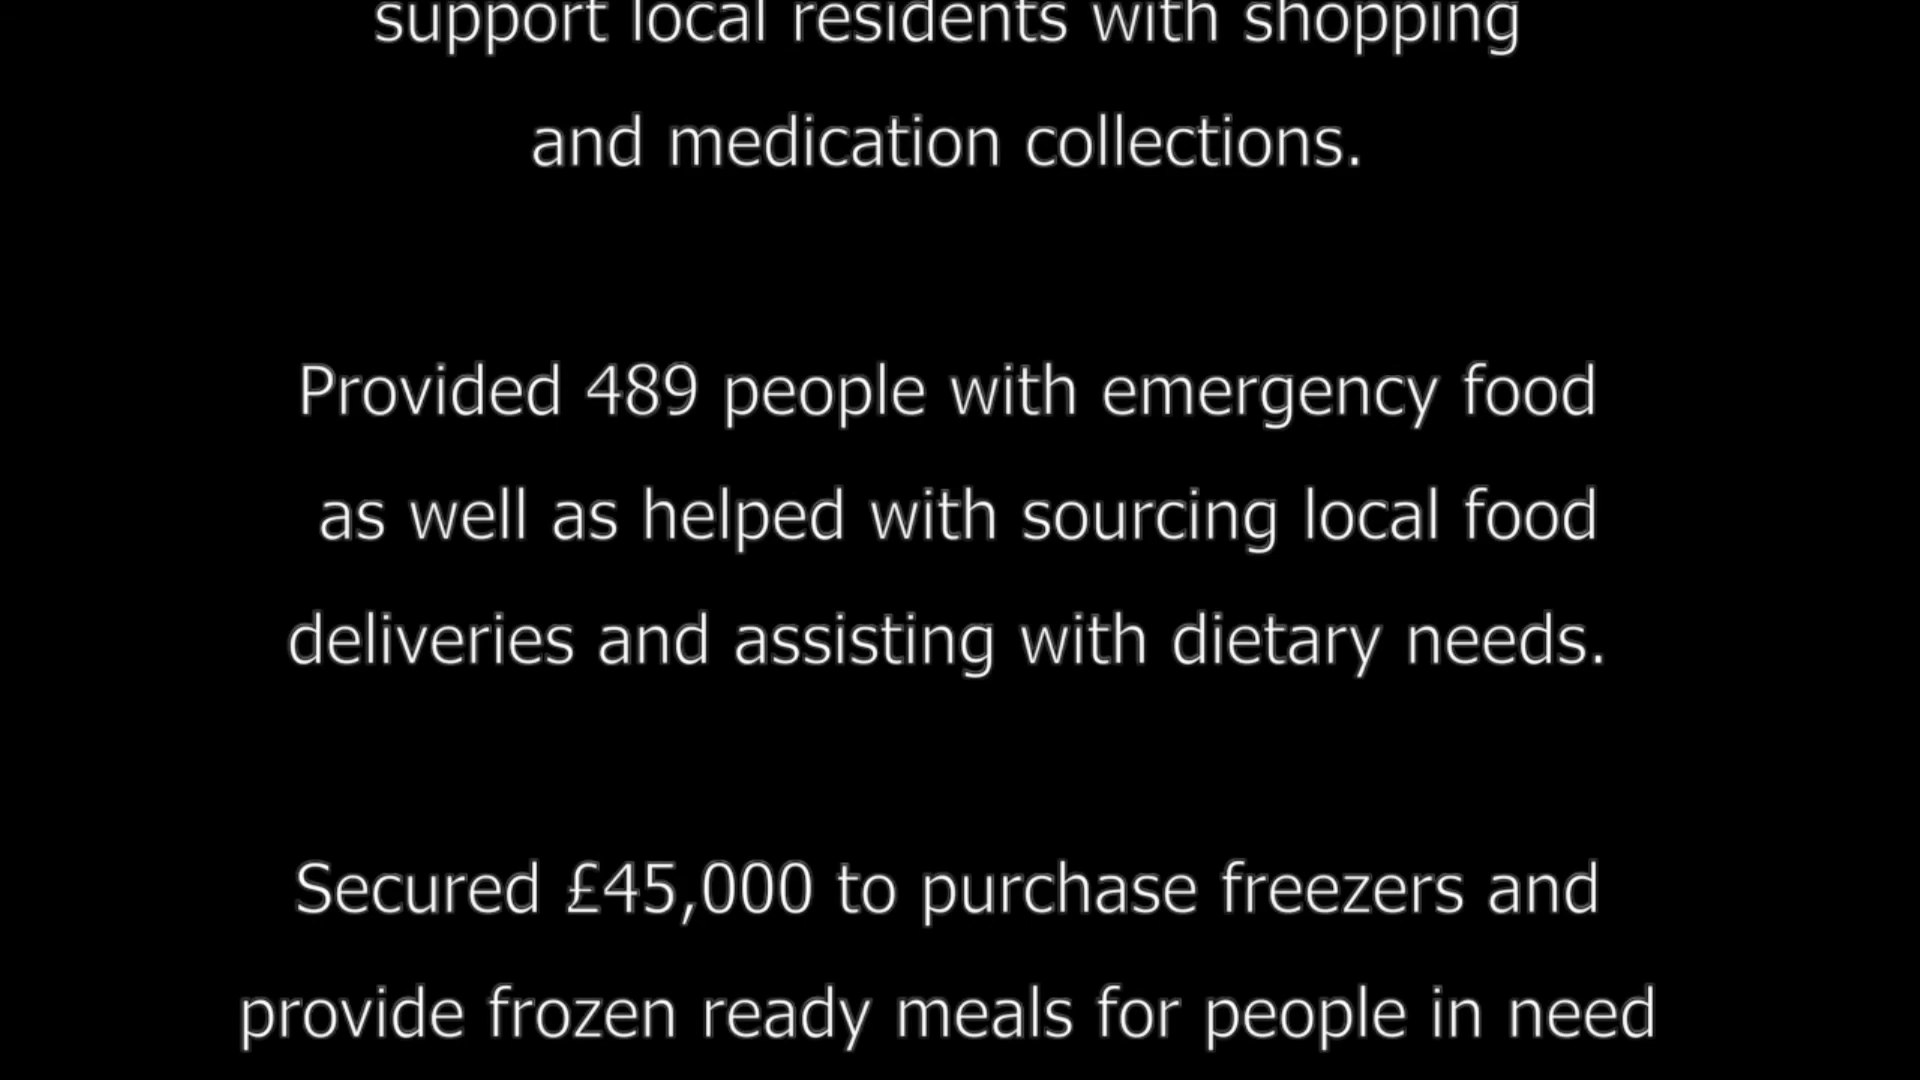 support local residents with shopping
and medication collections.
Provided 489 people with emergency food
as well as helped with sourcing local food
deliveries and assisting with dietary needs.
Secured £45,000 to purchase freezers and
provide frozen ready meals for people in need